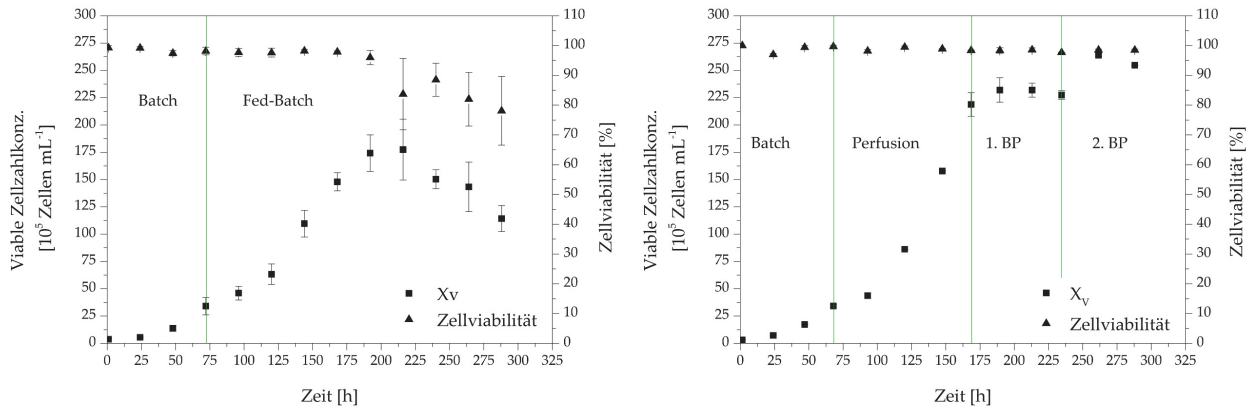 300
275
250
225
200
175
150
125
100
75
50
25
0
Viable Zellzahlkonz.
[10⁵ Zellen mL⁻¹]
Batch
Fed-Batch
Xv
Zellviabilität
110
100
90
80
70
60
50
40
30
20
10
0
Zellviabilität [%]
0 25 50 75 100 125 150 175 200 225 250 275 300 325
Zeit [h]
300
275
250
225
200
175
150
125
100
75
50
25
0
Viable Zellzahlkonz.
[10⁵ Zellen mL⁻¹]
Batch
Perfusion
1. BP
2. BP
X_V
Zellviabilität
110
100
90
80
70
60
50
40
30
20
10
0
Zellviabilität [%]
0 25 50 75 100 125 150 175 200 225 250 275 300 325
Zeit [h]